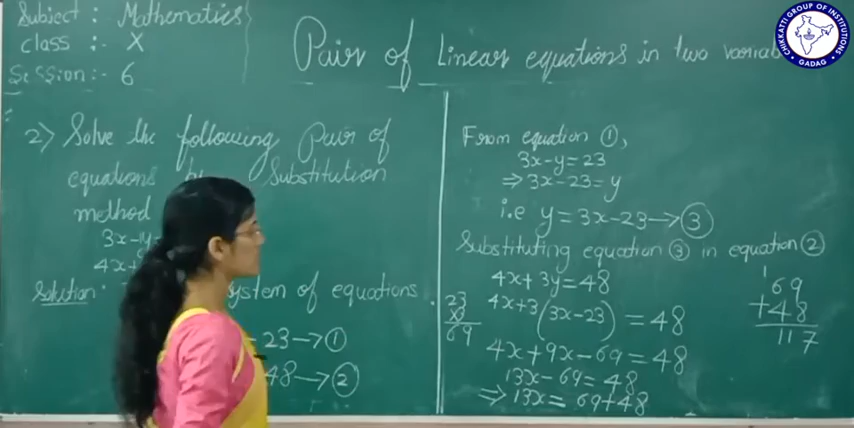 Subject :- Mathematics
Class :- X
Session :- 6
Pair of Linear equations in two
CHIKKATTI GROUP OF INSTITUTIONS
GADAG
2) Solve the following Pair of
equations Substitution
method
3x-y
4x+
Solution:
system of equations
= 23 → ①
48 → ②
From equation ①,
3x-y=23
⇒ 3x-23=y
i.e y = 3x-23 → ③
Substituting equation ③ in equation ②
4x+3y=48
4x+3(3x-23) = 48
4x+9x-69=48
13x-69=48
⇒ 13x= 69+48
23
x3
69
1
69
+48
117